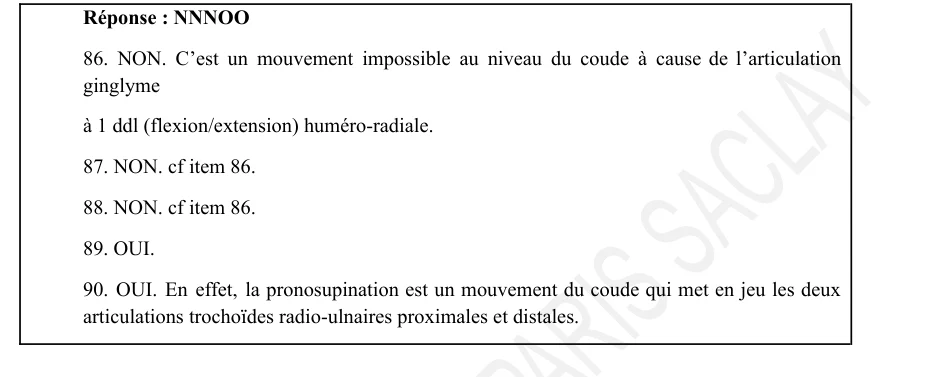 Réponse : NNNOO
86. NON. C’est un mouvement impossible au niveau du coude à cause de l’articulation
ginglyme
à 1 ddl (flexion/extension) huméro-radiale.
87. NON. cf item 86.
88. NON. cf item 86.
89. OUI.
90. OUI. En effet, la pronosupination est un mouvement du coude qui met en jeu les deux
articulations trochoïdes radio-ulnaires proximales et distales.
PARIS SACLAY